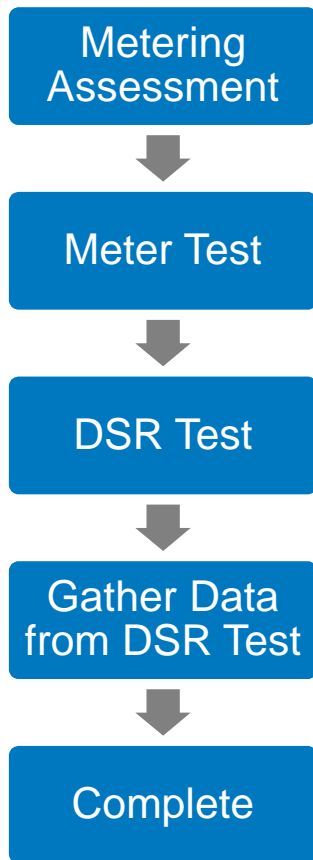 Metering
Assessment
Meter Test
DSR Test
Gather Data
from DSR Test
Complete